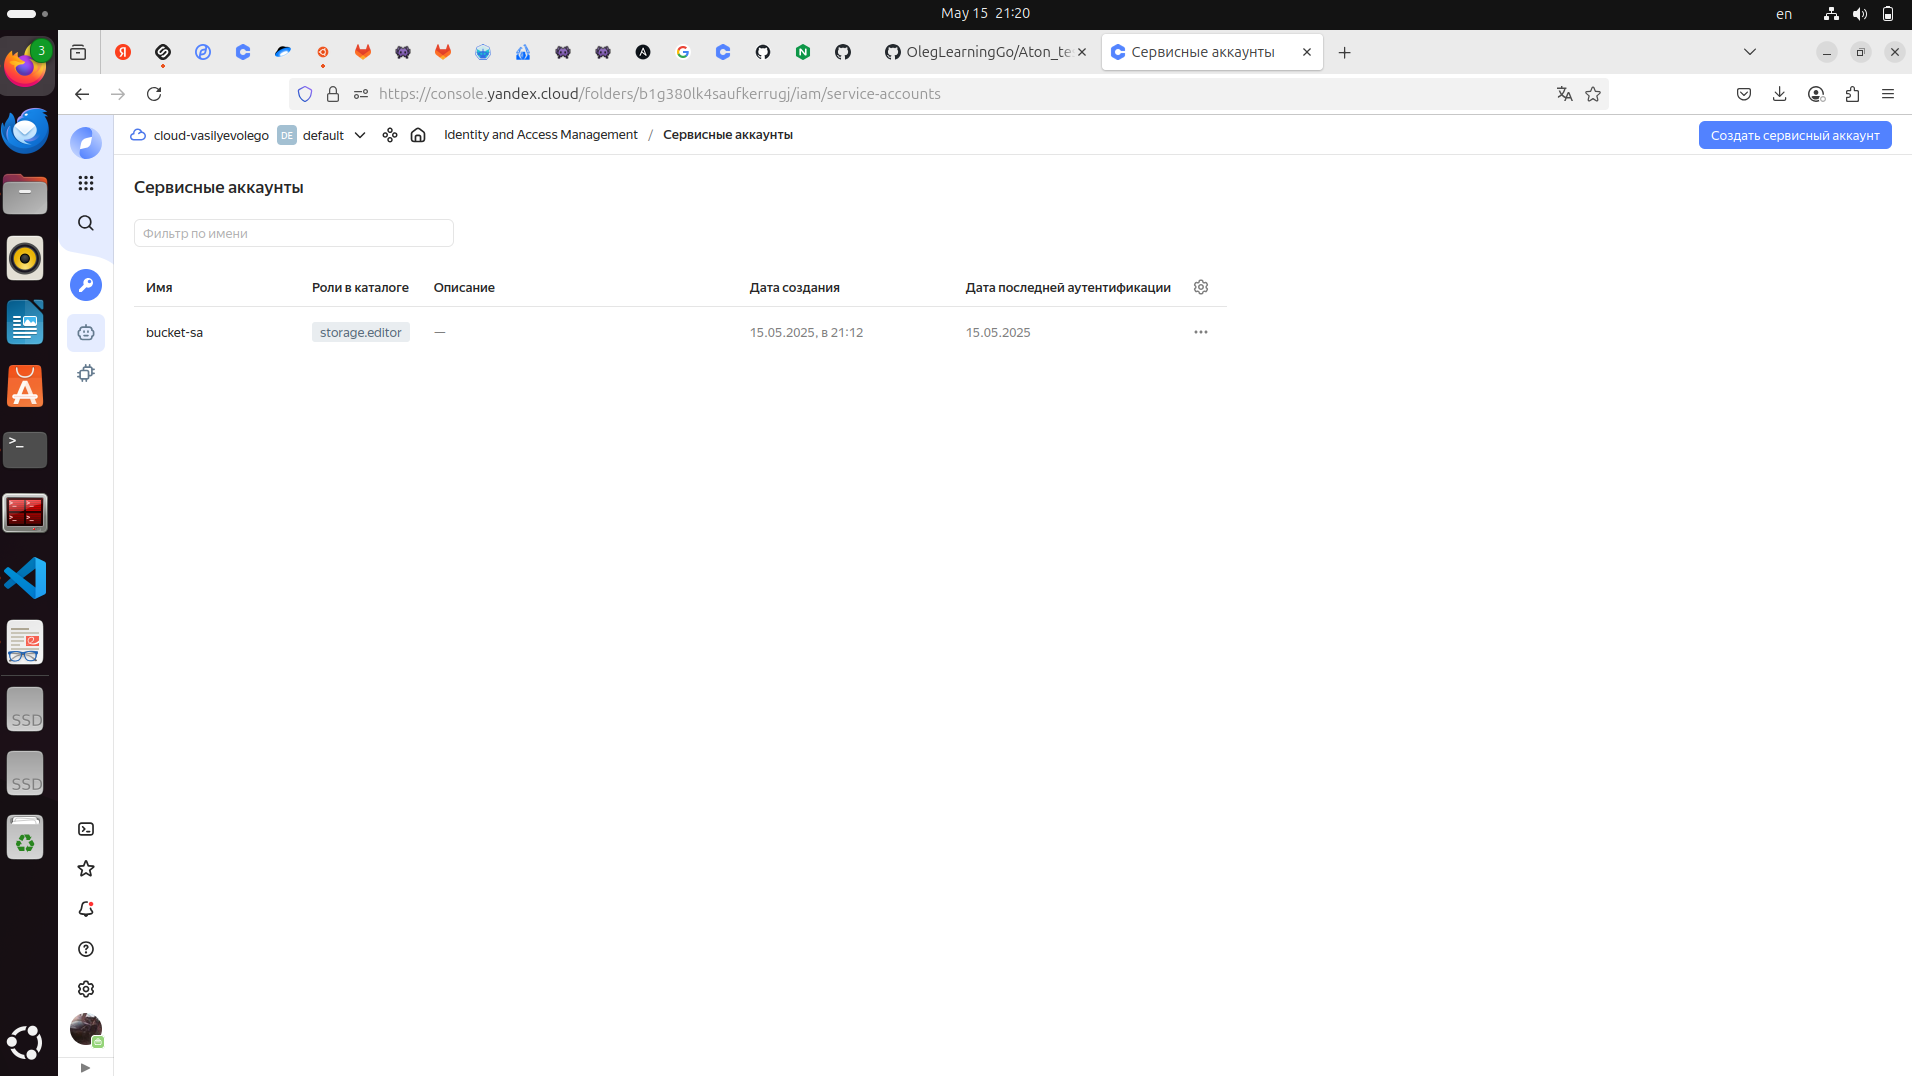 May 15 21:20
en
3
OlegLearningGo/Aton_te
Сервисные аккаунты
https://console.yandex.cloud/folders/b1g380lk4saufkerrugj/iam/service-accounts
cloud-vasilyevolego DE default
Identity and Access Management / Сервисные аккаунты
Создать сервисный аккаунт
Сервисные аккаунты
Фильтр по имени
Имя Роли в каталоге Описание Дата создания Дата последней аутентификации
bucket-sa storage.editor — 15.05.2025, в 21:12 15.05.2025
SSD
SSD